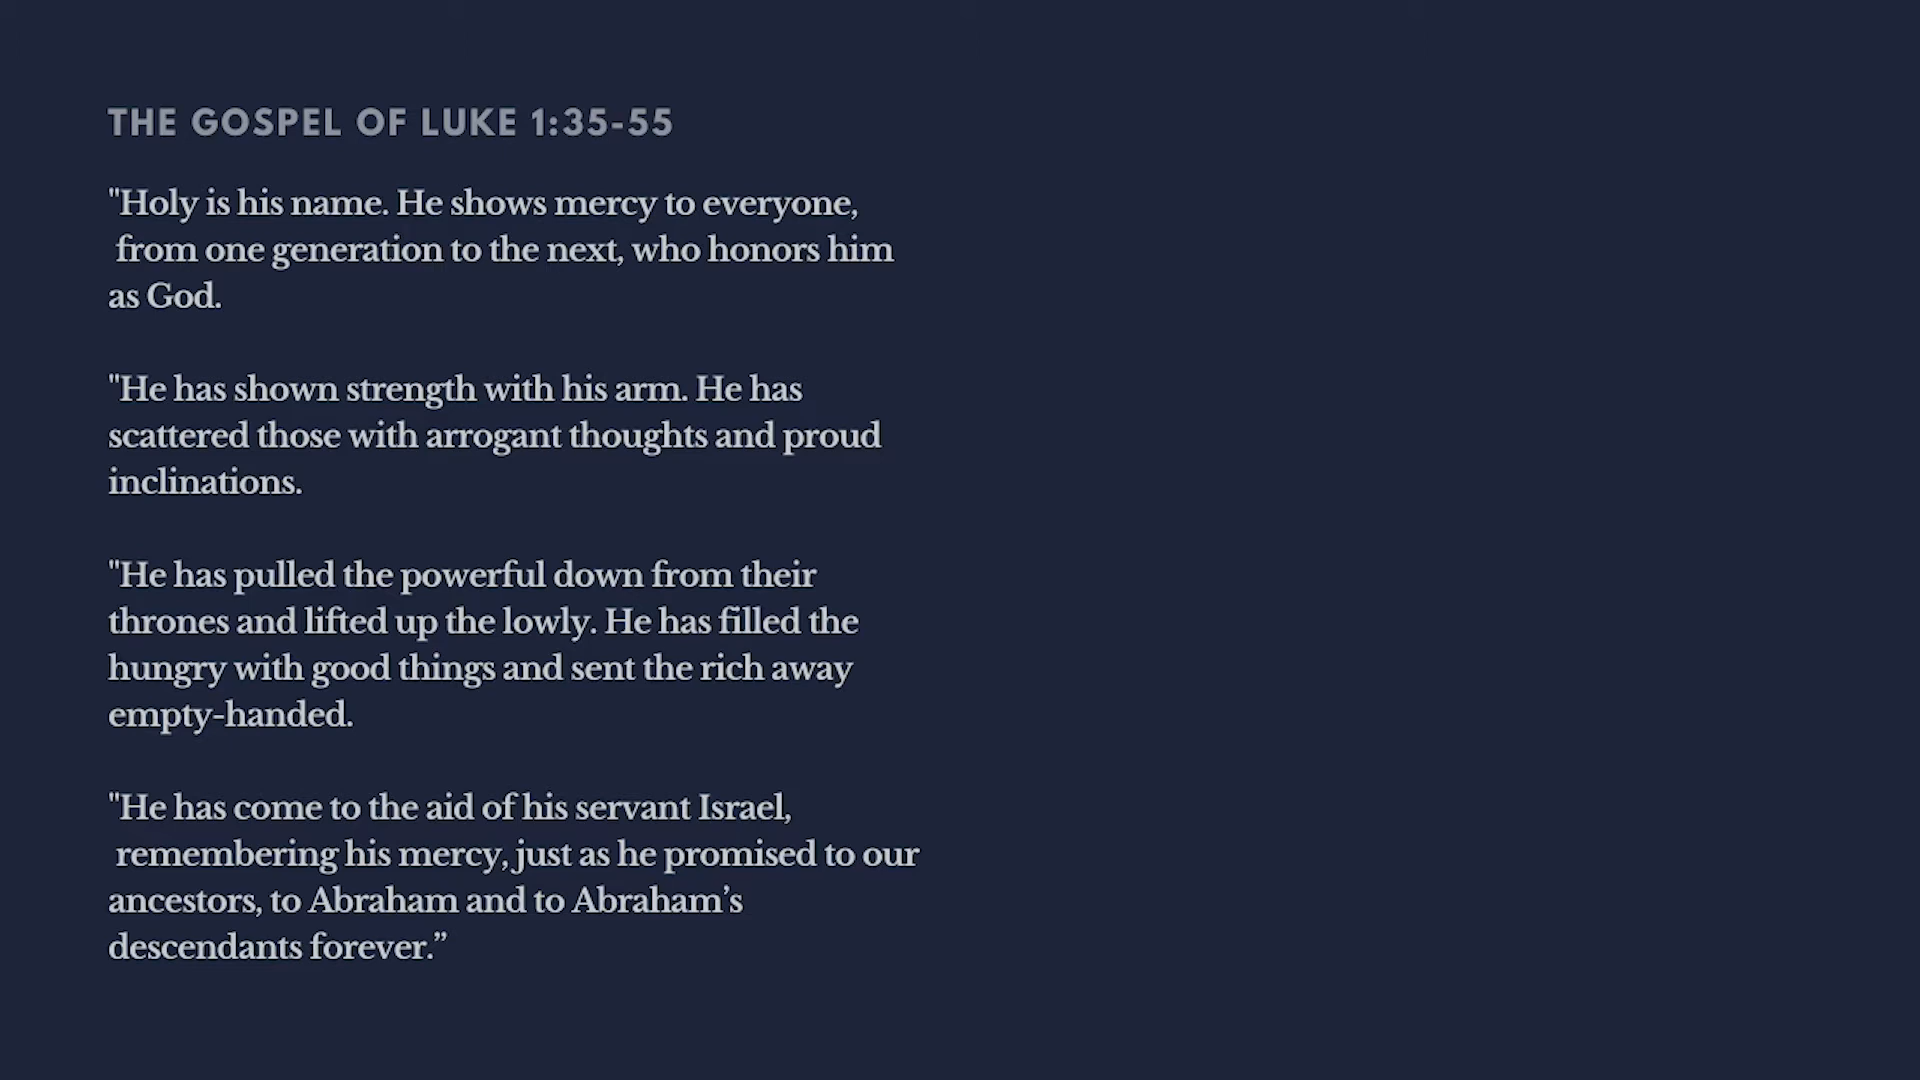 THE GOSPEL OF LUKE 1:35-55
"Holy is his name. He shows mercy to everyone,
from one generation to the next, who honors him
as God.
"He has shown strength with his arm. He has
scattered those with arrogant thoughts and proud
inclinations.
"He has pulled the powerful down from their
thrones and lifted up the lowly. He has filled the
hungry with good things and sent the rich away
empty-handed.
"He has come to the aid of his servant Israel,
remembering his mercy, just as he promised to our
ancestors, to Abraham and to Abraham’s
descendants forever.”